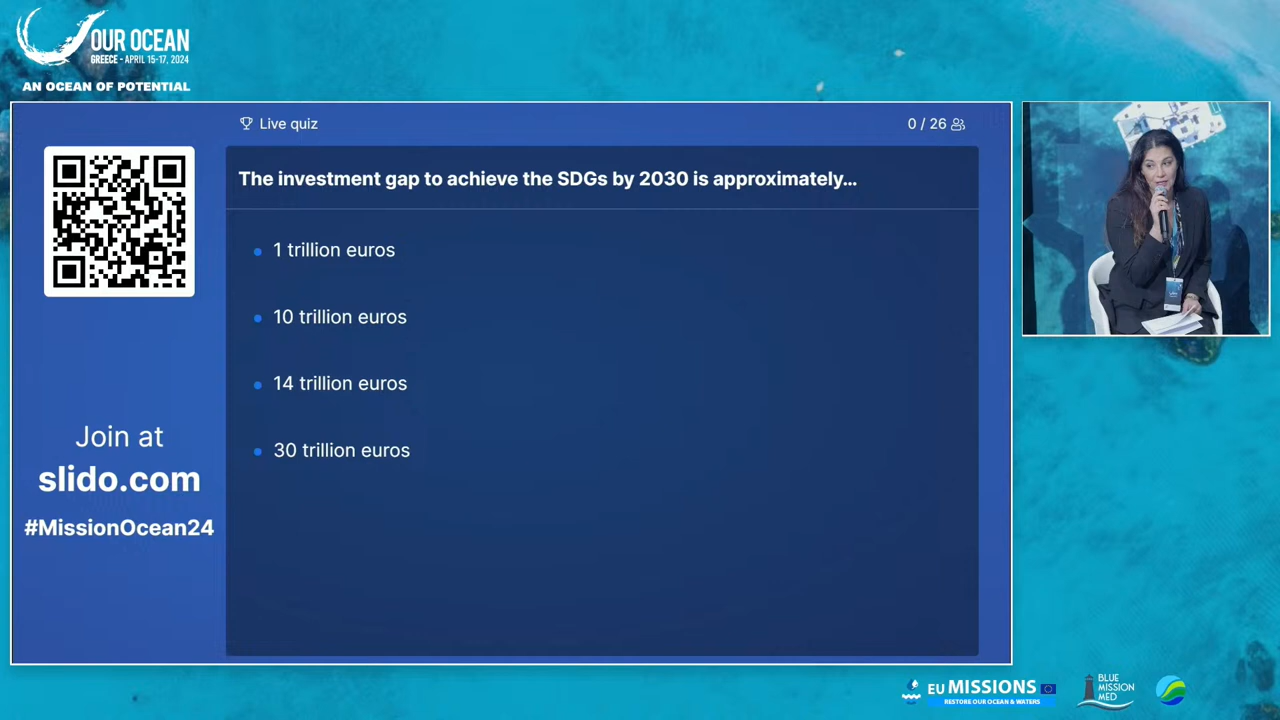 OUR OCEAN
GREECE - APRIL 15-17, 2024
AN OCEAN OF POTENTIAL
Live quiz
0 / 26
The investment gap to achieve the SDGs by 2030 is approximately...
1 trillion euros
10 trillion euros
14 trillion euros
30 trillion euros
Join at
slido.com
#MissionOcean24
EU MISSIONS
RESTORE OUR OCEAN & WATERS
BLUE
MISSION
MED